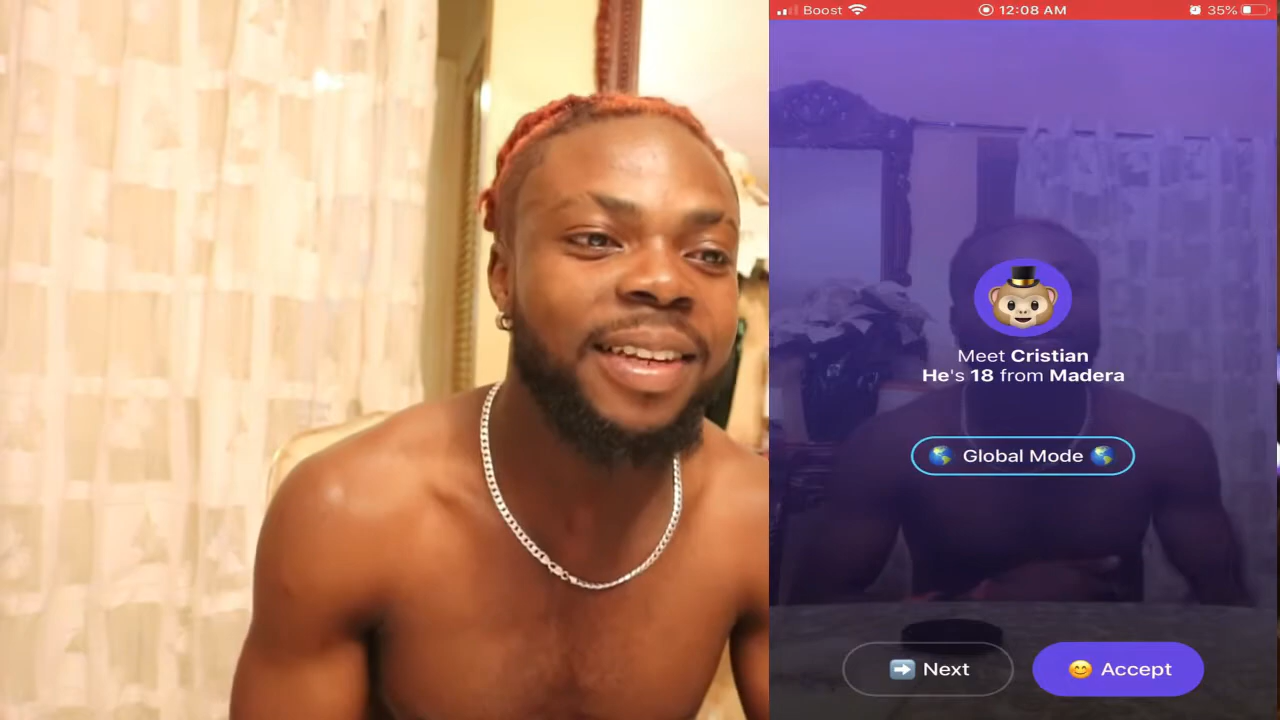 Boost 12:08 AM 35%
Meet Cristian
He's 18 from Madera
Global Mode
Next Accept